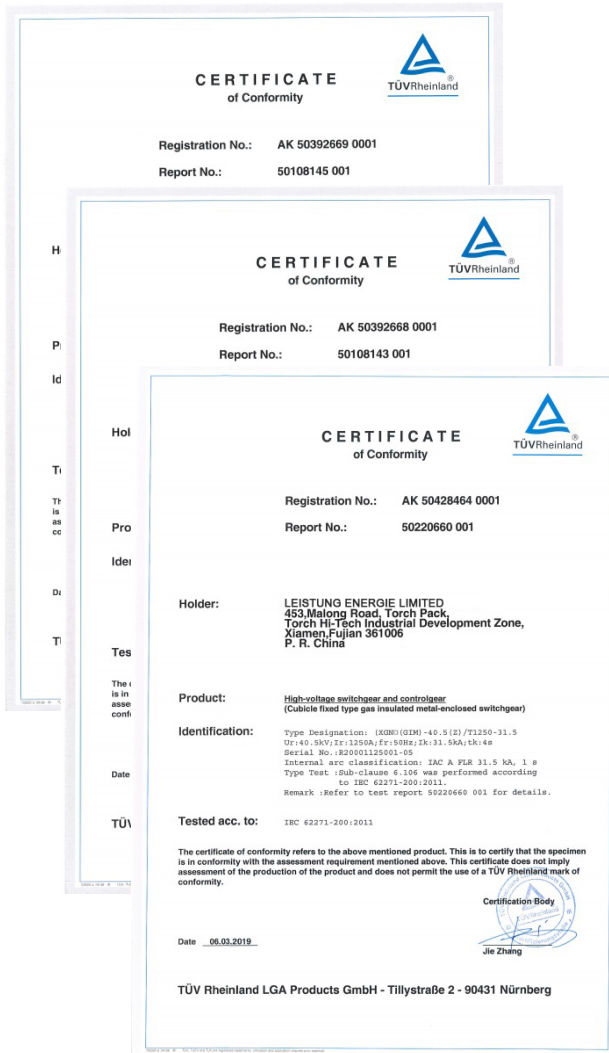 CERTIFICATE
of Conformity
TÜVRheinland
®
Registration No.: AK 50392669 0001
Report No.: 50108145 001
CERTIFICATE
of Conformity
TÜVRheinland
®
Registration No.: AK 50392668 0001
Report No.: 50108143 001
CERTIFICATE
of Conformity
TÜVRheinland
®
Registration No.: AK 50428464 0001
Report No.: 50220660 001
Holder: LEISTUNG ENERGIE LIMITED
453,Malong Road, Torch Pack,
Torch Hi-Tech Industrial Development Zone,
Xiamen,Fujian 361006
P. R. China
Product: High-voltage switchgear and controlgear
(Cubicle fixed type gas insulated metal-enclosed switchgear)
Identification: Type Designation: (XGN□(GIM)-40.5(Z)/T1250-31.5
Ur:40.5kV;Ir:1250A;fr:50Hz;Ik:31.5kA;tk:4s
Serial No.:R20001125001-05
Internal arc classification: IAC A FLR 31.5 kA, 1 s
Type Test :Sub-clause 6.106 was performed according
to IEC 62271-200:2011.
Remark :Refer to test report 50220660 001 for details.
Tested acc. to: IEC 62271-200:2011
The certificate of conformity refers to the above mentioned product. This is to certify that the specimen
is in conformity with the assessment requirement mentioned above. This certificate does not imply
assessment of the production of the product and does not permit the use of a TÜV Rheinland mark of
conformity.
Certification Body
Date 06.03.2019
Jie Zhang
TÜV Rheinland LGA Products GmbH - Tillystraße 2 - 90431 Nürnberg